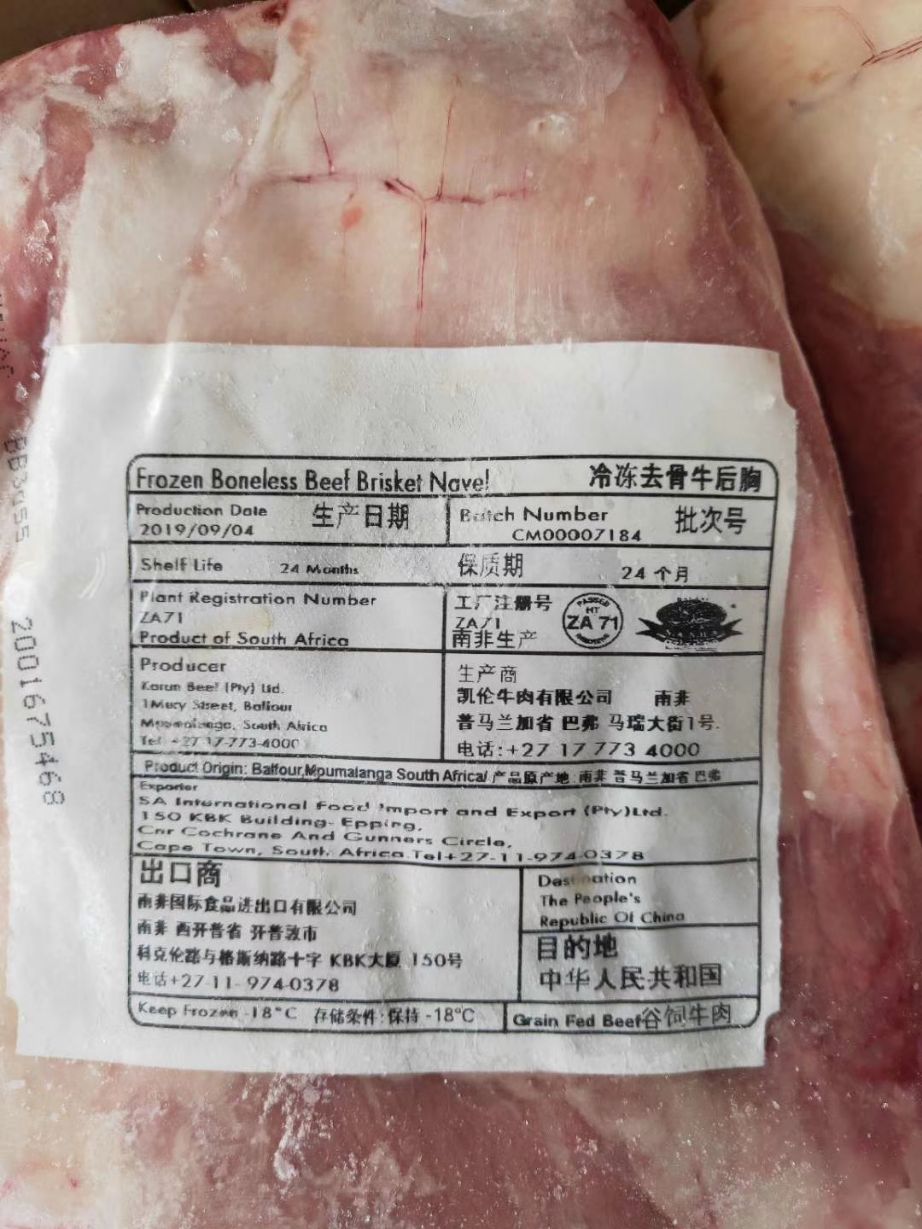 Frozen Boneless Beef Brisket Navel 冷冻去骨牛后胸
Production Date 生产日期
2019/09/04
Batch Number 批次号
CM00007184
Shelf Life 24 Months
保质期 24 个月
Plant Registration Number
ZA71
Product of South Africa
工厂注册号
ZA71
南非生产
PASSED
ZA 71
Producer
Karan Beef (Pty) Ltd.
1 Mary Street, Balfour
Mpumalanga, South Africa
Tel: +27 17-773-4000
生产商
凯伦牛肉有限公司 南非
普马兰加省 巴弗 马瑞大街1号.
电话:+27 17 773 4000
Product Origin: Balfour,Mpumalanga South Africa/ 产品原产地: 南非 普马兰加省 巴弗
Exporter
SA International Food Import and Export (Pty)Ltd.
150 KBK Building- Epping,
Cnr Cochrane And Gunners Circle,
Cape Town, South Africa.Tel+27-11-974-0378
出口商
南非国际食品进出口有限公司
南非 西开普省 开普敦市
科克伦路与格斯纳路十字 KBK大厦 150号
电话+27-11-974-0378
Destination
The People's
Republic Of China
目的地
中华人民共和国
Keep Frozen -18°C 存储条件:保持 -18°C
Grain Fed Beef谷饲牛肉
2001675468